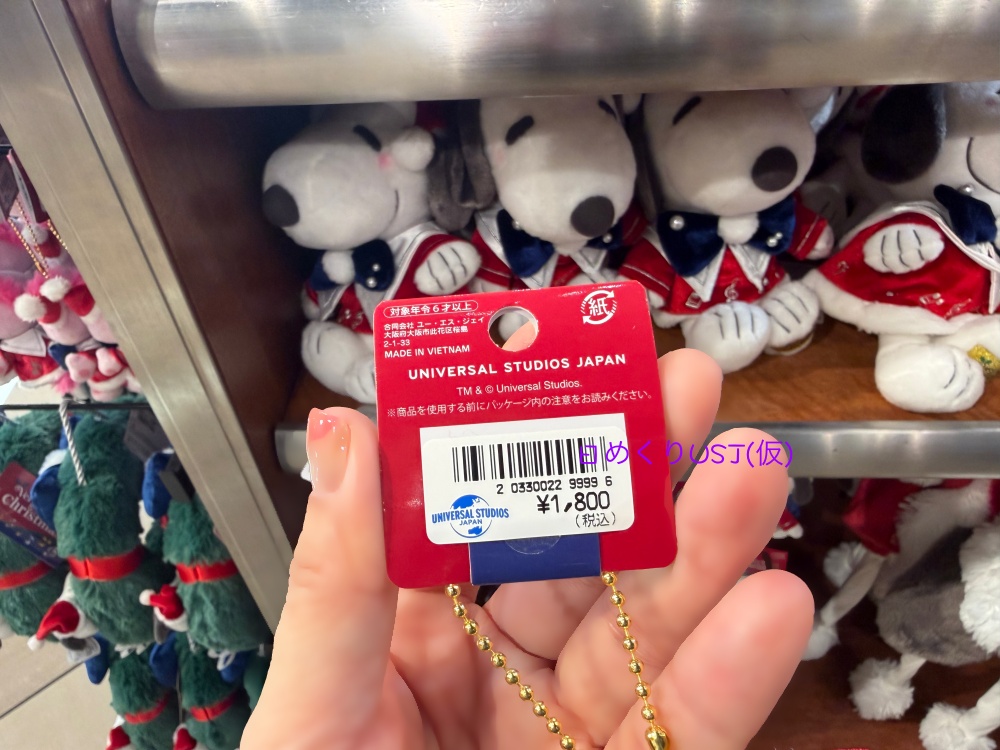 対象年令6才以上
合同会社 ユー・エス・ジェイ
大阪府大阪市此花区桜島
2-1-33
MADE IN VIETNAM
紙
UNIVERSAL STUDIOS JAPAN
TM & © Universal Studios.
※商品を使用する前にパッケージ内の注意をお読みください。
日めくりUSJ(仮)
2 0330022 9999 6
UNIVERSAL STUDIOS
JAPAN
¥1,800
(税込)
Christmas